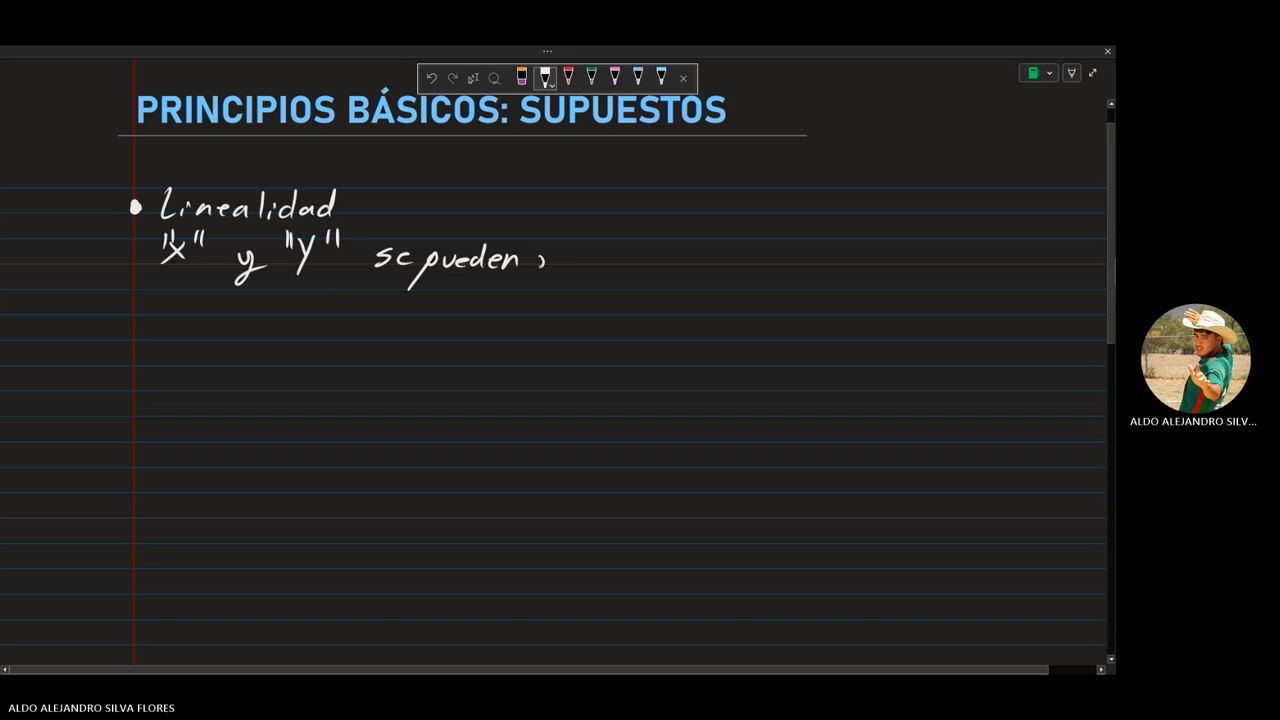 PRINCIPIOS BÁSICOS: SUPUESTOS
• Linealidad
"x" y "y" se pueden
ALDO ALEJANDRO SILV...
ALDO ALEJANDRO SILVA FLORES